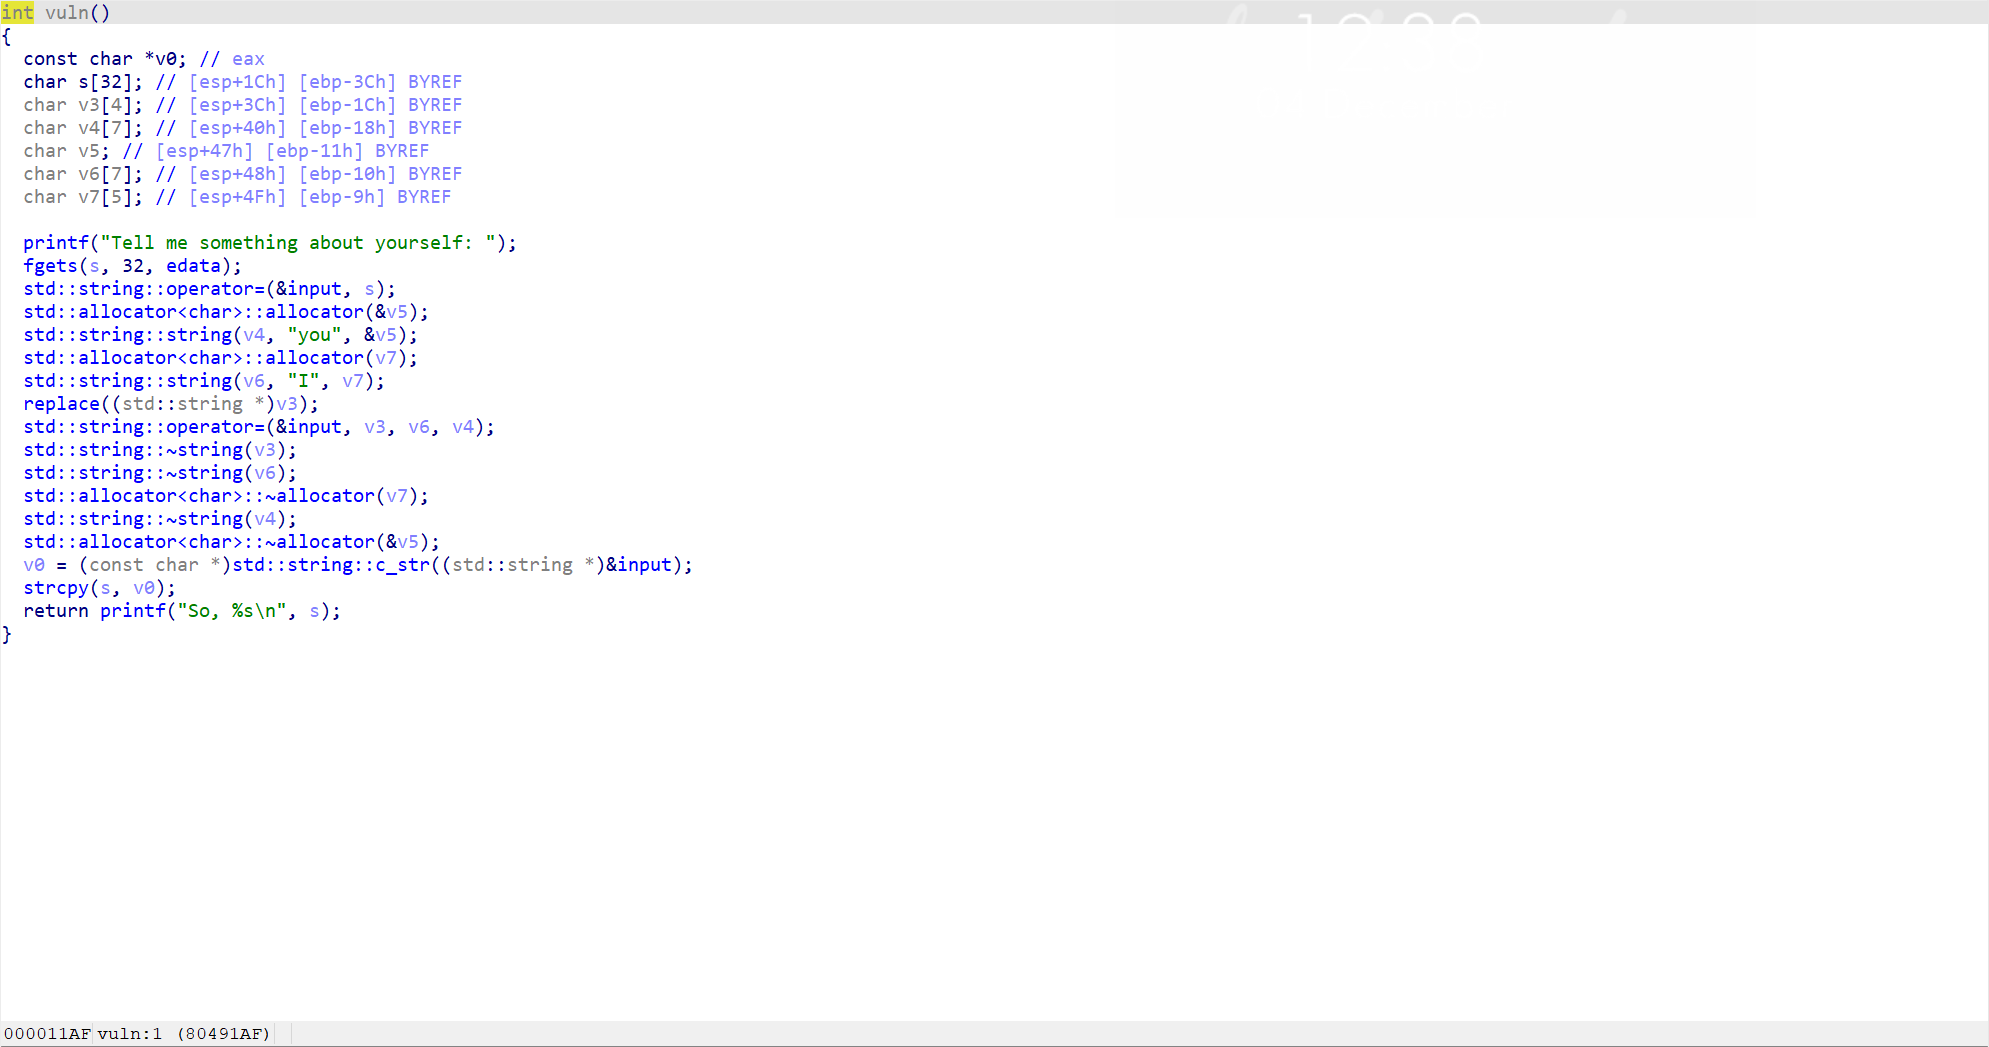 int vuln()
{
  const char *v0; // eax
  char s[32]; // [esp+1Ch] [ebp-3Ch] BYREF
  char v3[4]; // [esp+3Ch] [ebp-1Ch] BYREF
  char v4[7]; // [esp+40h] [ebp-18h] BYREF
  char v5; // [esp+47h] [ebp-11h] BYREF
  char v6[7]; // [esp+48h] [ebp-10h] BYREF
  char v7[5]; // [esp+4Fh] [ebp-9h] BYREF

  printf("Tell me something about yourself: ");
  fgets(s, 32, edata);
  std::string::operator=(&input, s);
  std::allocator<char>::allocator(&v5);
  std::string::string(v4, "you", &v5);
  std::allocator<char>::allocator(v7);
  std::string::string(v6, "I", v7);
  replace((std::string *)v3);
  std::string::operator=(&input, v3, v6, v4);
  std::string::~string(v3);
  std::string::~string(v6);
  std::allocator<char>::~allocator(v7);
  std::string::~string(v4);
  std::allocator<char>::~allocator(&v5);
  v0 = (const char *)std::string::c_str((std::string *)&input);
  strcpy(s, v0);
  return printf("So, %s\n", s);
}
000011AF vuln:1 (80491AF)